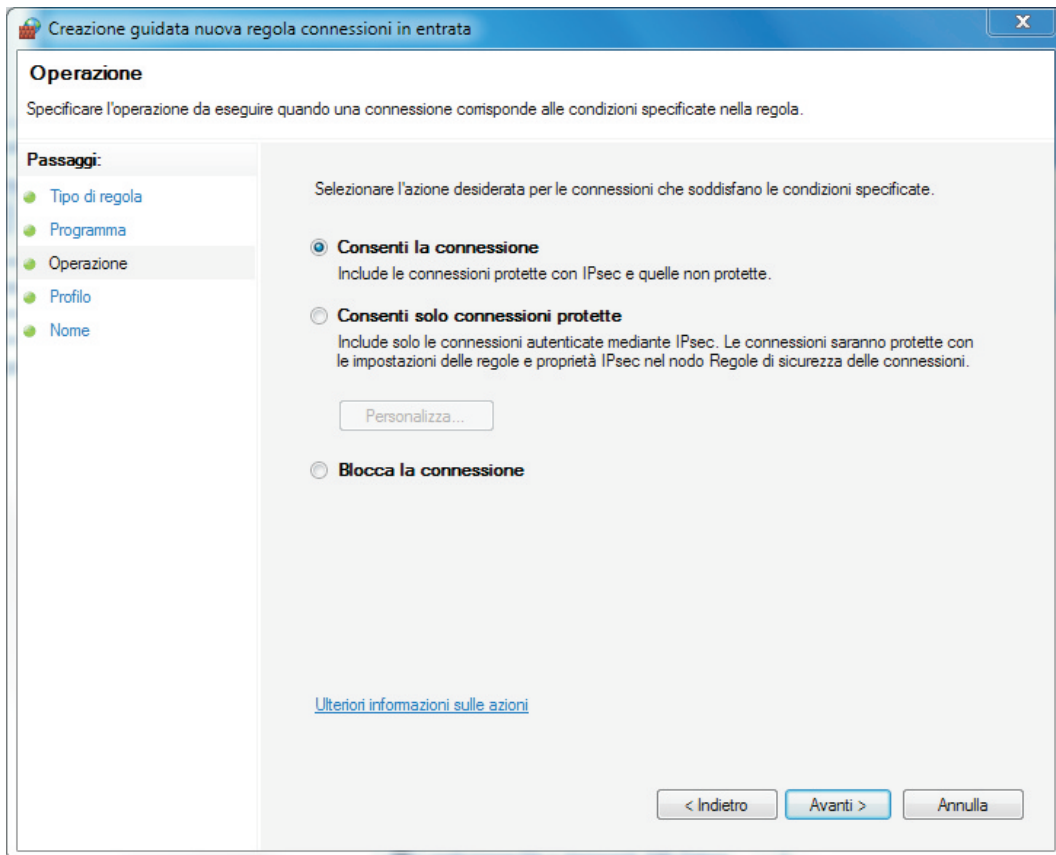 Creazione guidata nuova regola connessioni in entrata
X
Operazione
Specificare l'operazione da eseguire quando una connessione corrisponde alle condizioni specificate nella regola.
Passaggi:
Tipo di regola
Programma
Operazione
Profilo
Nome
Selezionare l'azione desiderata per le connessioni che soddisfano le condizioni specificate.
Consenti la connessione
Include le connessioni protette con IPsec e quelle non protette.
Consenti solo connessioni protette
Include solo le connessioni autenticate mediante IPsec. Le connessioni saranno protette con
le impostazioni delle regole e proprietà IPsec nel nodo Regole di sicurezza delle connessioni.
Personalizza...
Blocca la connessione
Ulteriori informazioni sulle azioni
< Indietro
Avanti >
Annulla